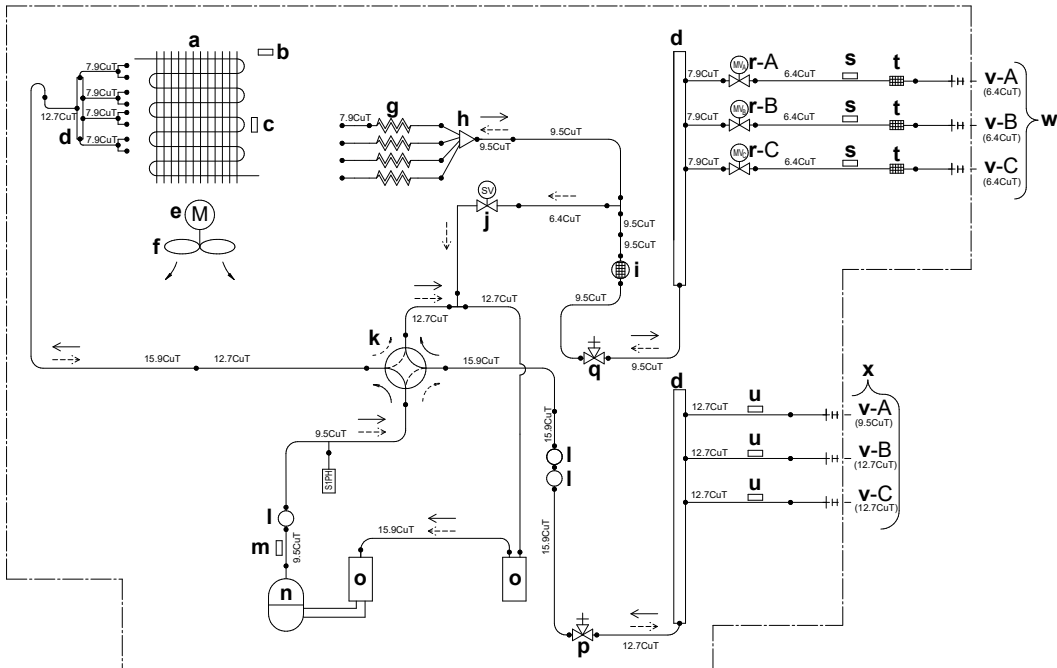 a
b
7.9CuT
7.9CuT
7.9CuT
7.9CuT
12.7CuT
d
c
e M
f
g
h
7.9CuT
9.5CuT
9.5CuT
SV
j
6.4CuT
9.5CuT
9.5CuT
i
9.5CuT
q
9.5CuT
d
7.9CuT MVA r-A 6.4CuT s t v-A
(6.4CuT)
7.9CuT MVB r-B 6.4CuT s t v-B
(6.4CuT)
7.9CuT MVC r-C 6.4CuT s t v-C
(6.4CuT)
w
12.7CuT
12.7CuT
k
15.9CuT 12.7CuT
15.9CuT
9.5CuT
S1PH
15.9CuT
l
l
l
m
9.5CuT
n
15.9CuT
o
o
15.9CuT
p
12.7CuT
d
x
12.7CuT u v-A
(9.5CuT)
12.7CuT u v-B
(12.7CuT)
12.7CuT u v-C
(12.7CuT)